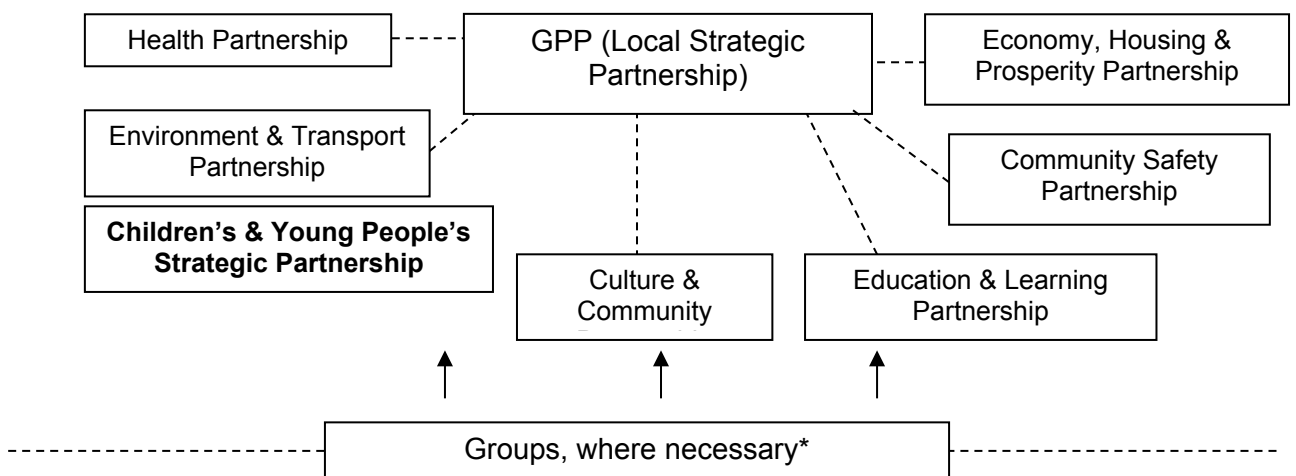 Health Partnership
GPP (Local Strategic
Partnership)
Economy, Housing &
Prosperity Partnership
Environment & Transport
Partnership
Community Safety
Partnership
Children's & Young People's
Strategic Partnership
Culture &
Community
Education & Learning
Partnership
Groups, where necessary*